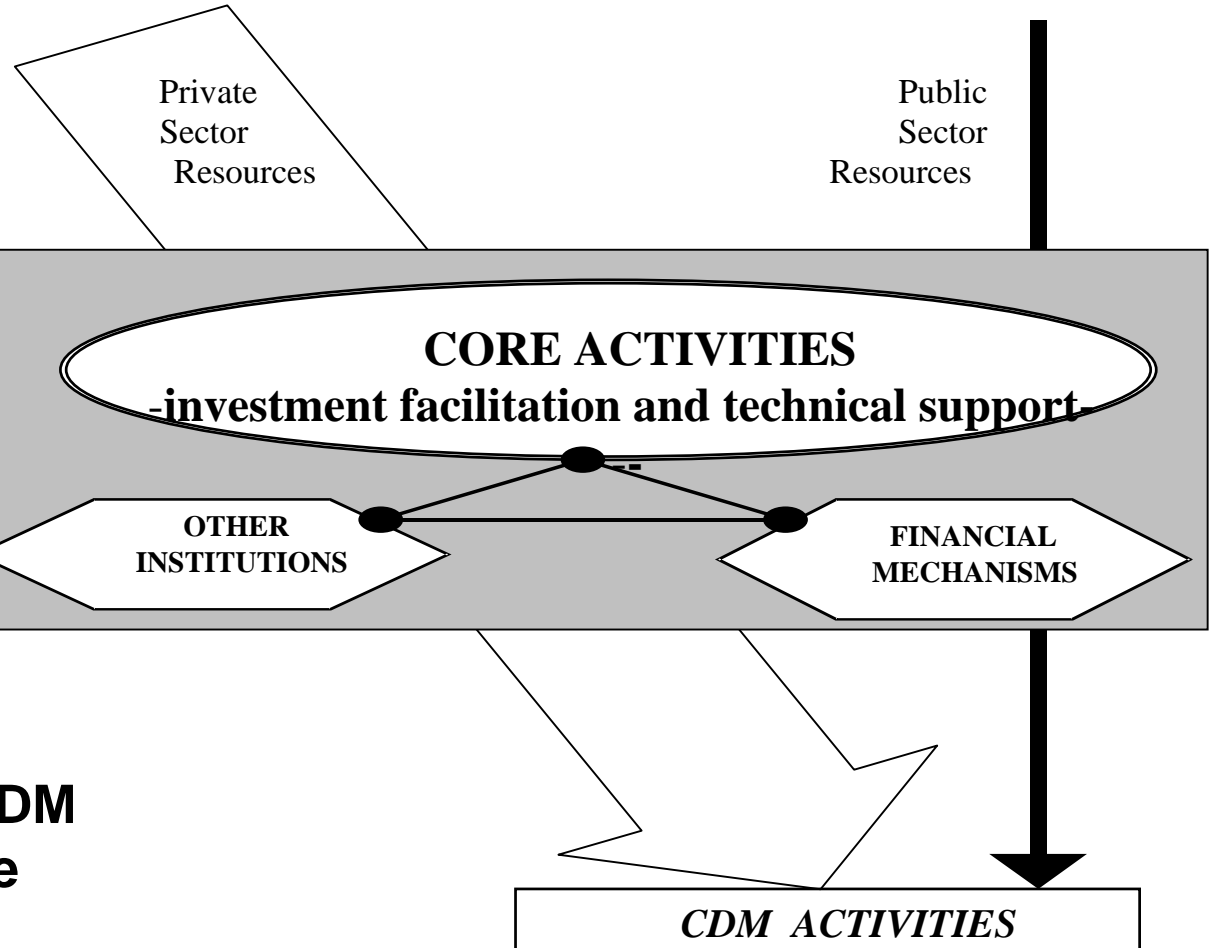 Private
Sector
Resources
Public
Sector
Resources
CORE ACTIVITIES
-investment facilitation and technical support-
--
OTHER
INSTITUTIONS
FINANCIAL
MECHANISMS
DM
e
CDM ACTIVITIES